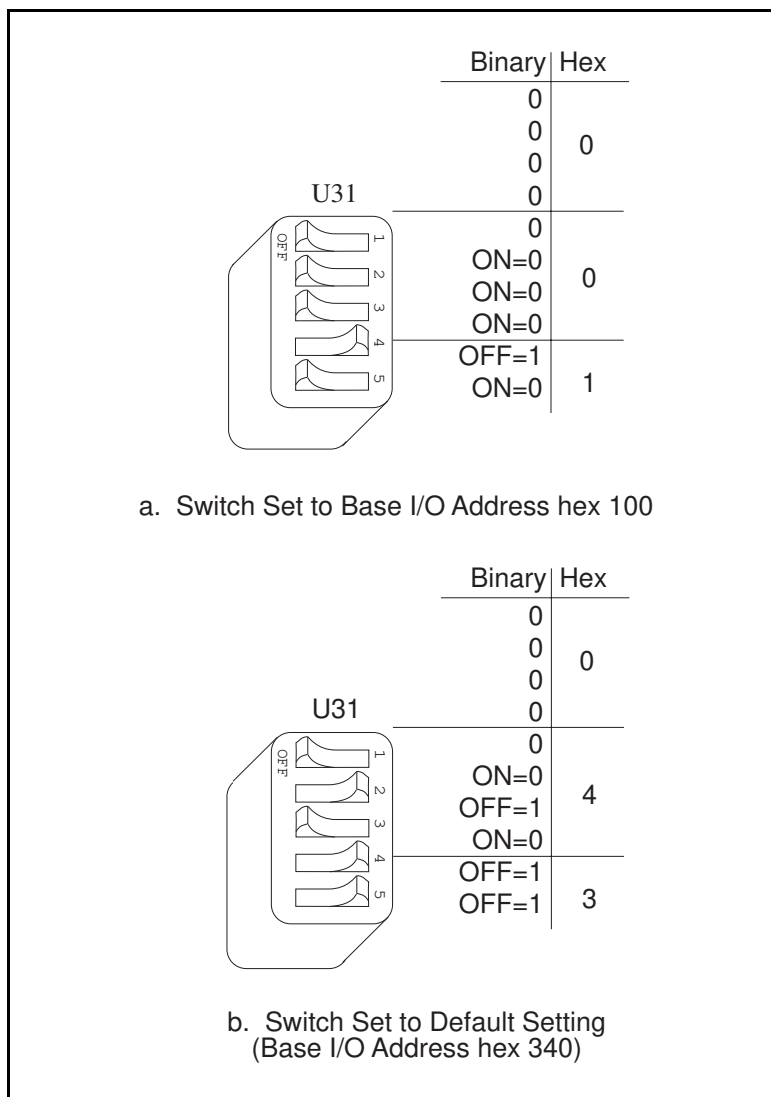 Binary Hex
0
0
0
0
0
U31
OFF
1
2
3
4
5
0
ON=0
ON=0
ON=0
0
OFF=1
ON=0
1
a. Switch Set to Base I/O Address hex 100
Binary Hex
0
0
0
0
0
U31
OFF
1
2
3
4
5
0
ON=0
OFF=1
ON=0
4
OFF=1
OFF=1
3
b. Switch Set to Default Setting
(Base I/O Address hex 340)